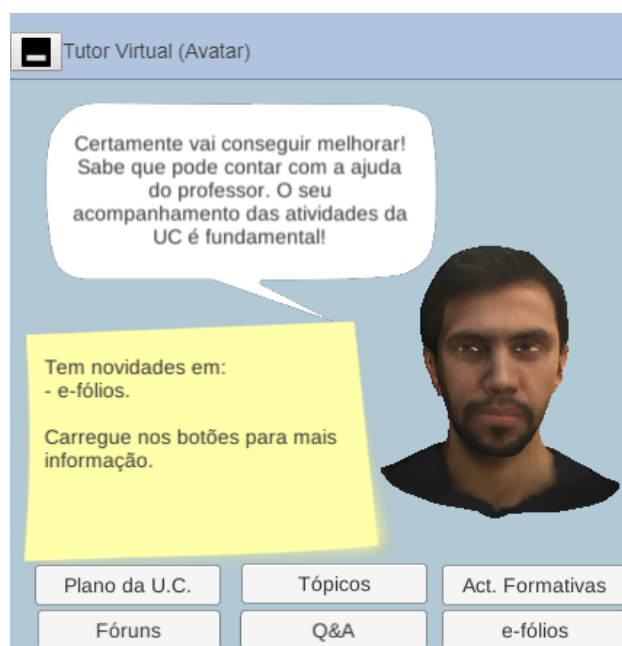 Tutor Virtual (Avatar)
Certamente vai conseguir melhorar!
Sabe que pode contar com a ajuda
do professor. O seu
acompanhamento das atividades da
UC é fundamental!
Tem novidades em:
- e-fólios.
Carregue nos botões para mais
informação.
Plano da U.C.
Tópicos
Act. Formativas
Fóruns
Q&A
e-fólios